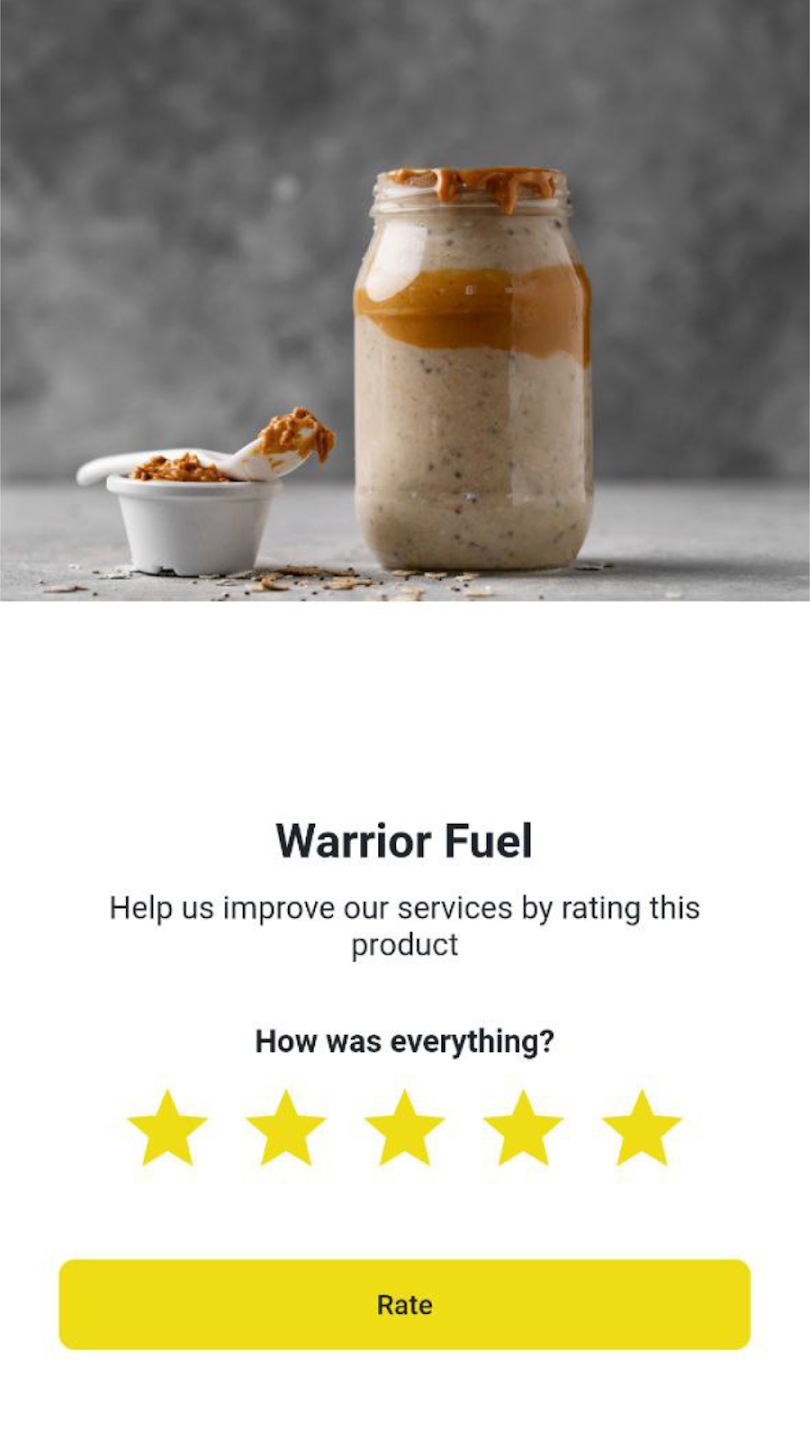 Warrior Fuel
Help us improve our services by rating this
product
How was everything?
Rate